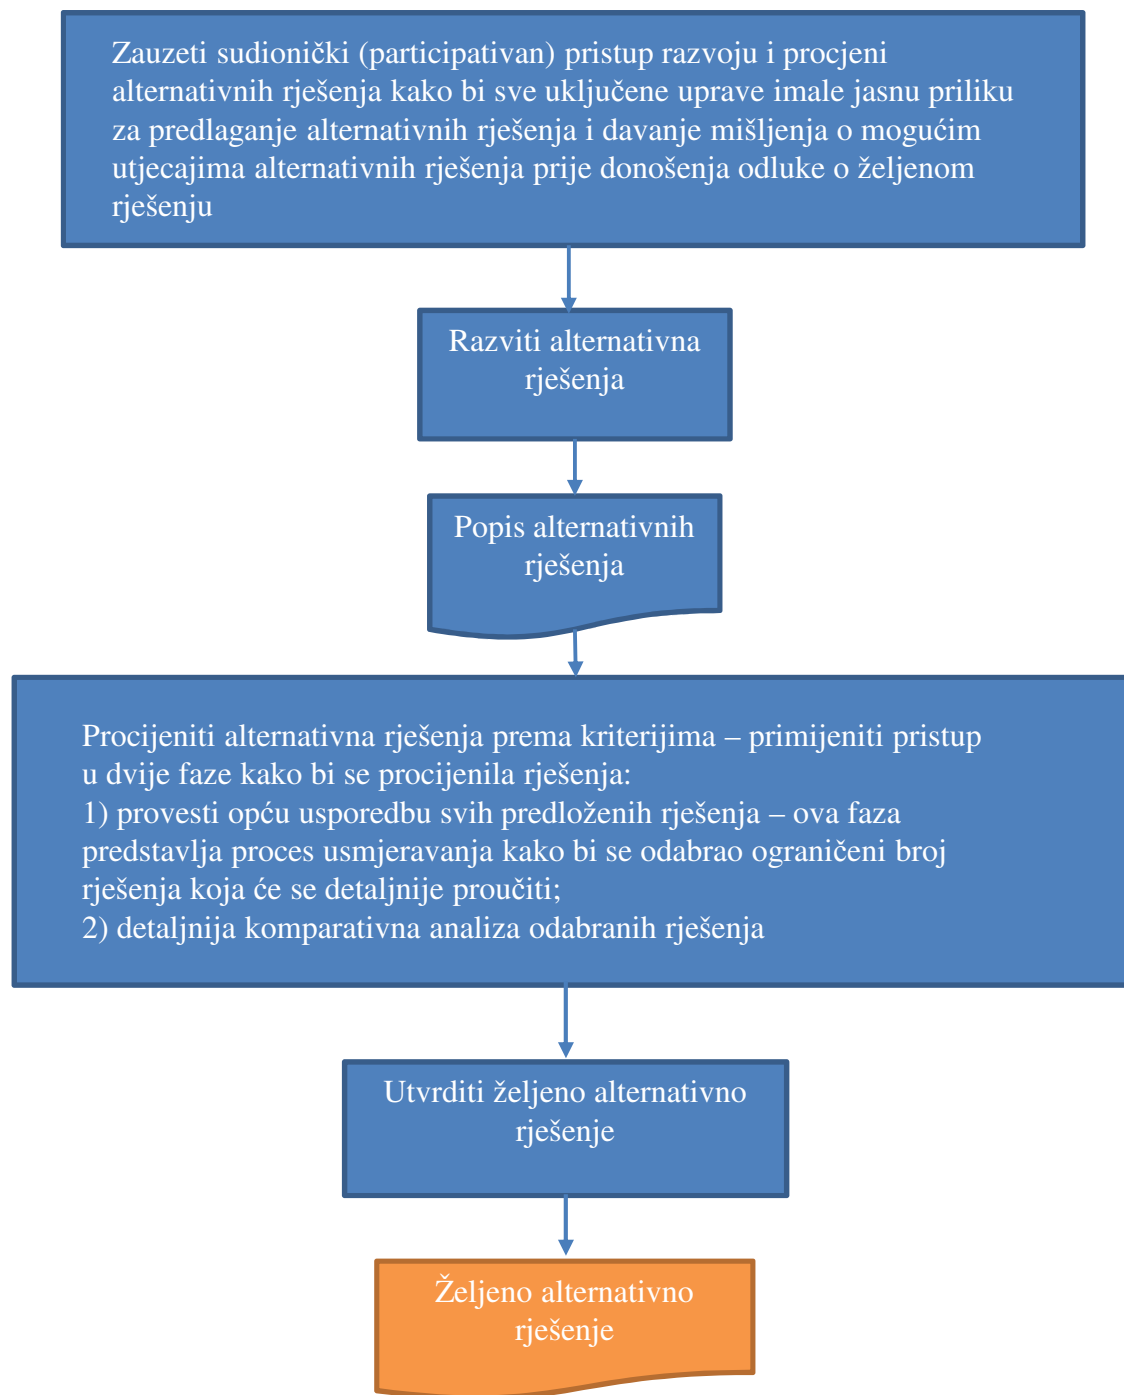 Zauzeti sudionički (participativan) pristup razvoju i procjeni
alternativnih rješenja kako bi sve uključene uprave imale jasnu priliku
za predlaganje alternativnih rješenja i davanje mišljenja o mogućim
utjecajima alternativnih rješenja prije donošenja odluke o željenom
rješenju
Razviti alternativna
rješenja
Popis alternativnih
rješenja
Procijeniti alternativna rješenja prema kriterijima – primijeniti pristup
u dvije faze kako bi se procijenila rješenja:
1) provesti opću usporedbu svih predloženih rješenja – ova faza
predstavlja proces usmjeravanja kako bi se odabrao ograničeni broj
rješenja koja će se detaljnije proučiti;
2) detaljnija komparativna analiza odabranih rješenja
Utvrditi željeno alternativno
rješenje
Željeno alternativno
rješenje